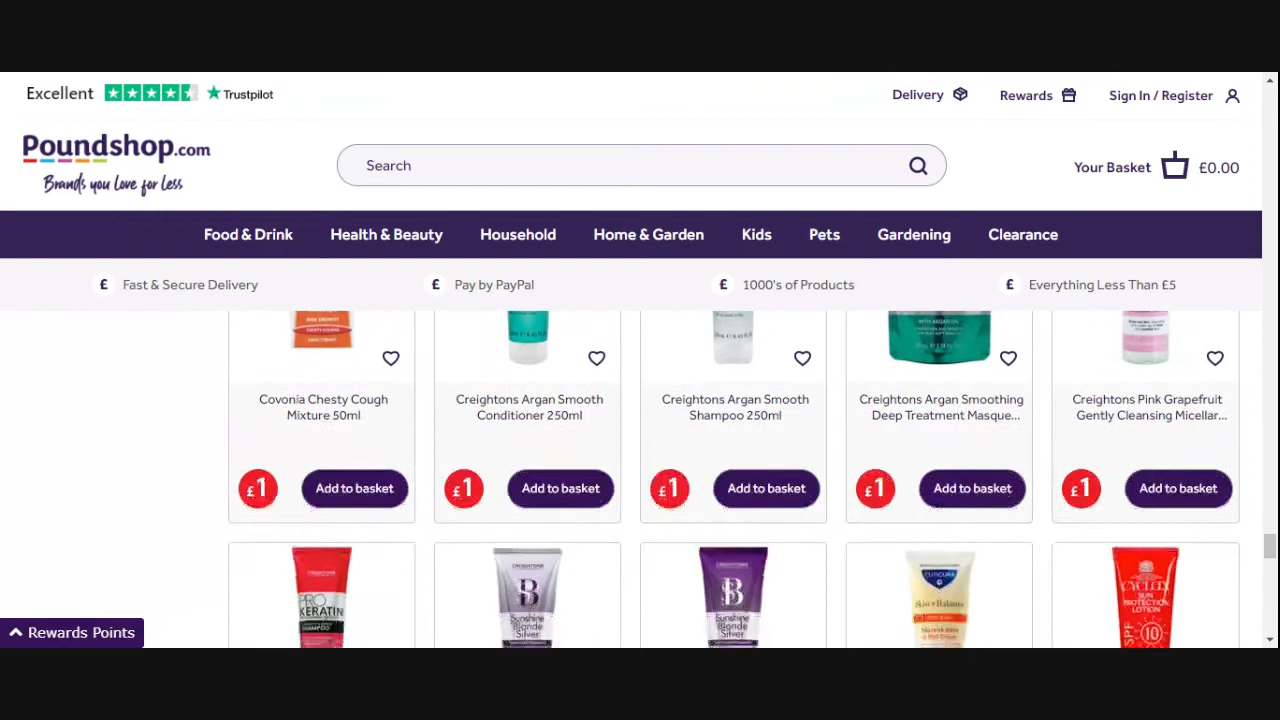 Excellent Trustpilot
Delivery Rewards Sign In / Register
Poundshop.com
Brands you Love for Less
Search
Your Basket £0.00
Food & Drink Health & Beauty Household Home & Garden Kids Pets Gardening Clearance
£ Fast & Secure Delivery £ Pay by PayPal £ 1000's of Products £ Everything Less Than £5
Covonia Chesty Cough
Mixture 50ml
Creightons Argan Smooth
Conditioner 250ml
Creightons Argan Smooth
Shampoo 250ml
Creightons Argan Smoothing
Deep Treatment Masque...
Creightons Pink Grapefruit
Gently Cleansing Micellar...
£1 Add to basket £1 Add to basket £1 Add to basket £1 Add to basket £1 Add to basket
CREIGHTONS
PRO
KERATIN
SHAMPOO
CREIGHTONS
B
Sunshine
Blonde
Silver
B
Sunshine
Blonde
Silver
CUTICURA
Skin Balance
CYCLAX
SUN
PROTECTION
LOTION
SPF 10
Rewards Points